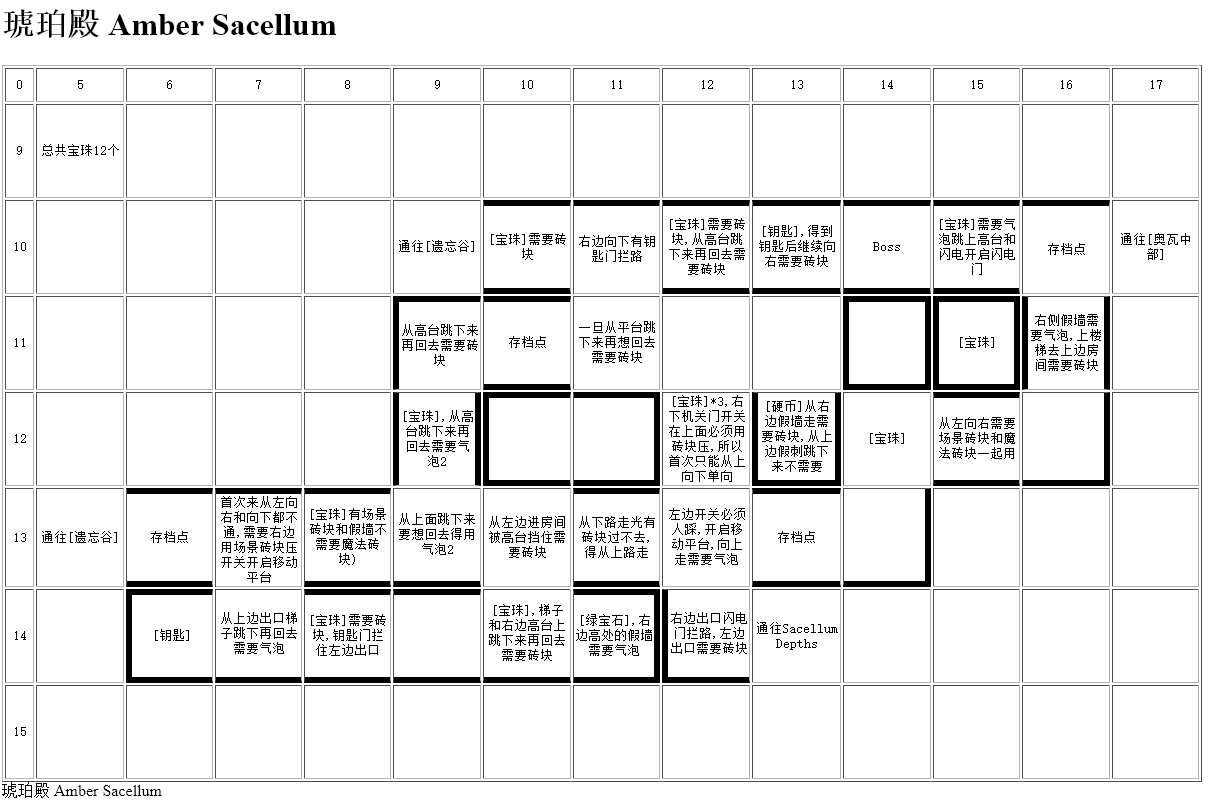 琥珀殿 Amber Sacellum
0 5 6 7 8 9 10 11 12 13 14 15 16 17
9
总共宝珠12个
10
通往[遗忘谷]
[宝珠]需要砖
块
右边向下有钥
匙门拦路
[宝珠]需要砖
块,从高台跳
下来再回去需
要砖块
[钥匙],得到
钥匙后继续向
右需要砖块
Boss
[宝珠]需要气
泡跳上高台和
闪电开启闪电
门
存档点
通往[奥瓦中
部]
11
从高台跳下来
再回去需要砖
块
存档点
一旦从平台跳
下来再想回去
需要砖块
[宝珠]
右侧假墙需
要气泡,上楼
梯去上边房
间需要砖块
12
[宝珠],从高
台跳下来再
回去需要气
泡2
[宝珠]*3,右
下机关门开关
在上面必须用
砖块压,所以
首次只能从上
向下单向
[硬币]从右
边假墙走需
要砖块,从上
边假刺跳下
来不需要
[宝珠]
从左向右需要
场景砖块和魔
法砖块一起用
13
通往[遗忘谷]
存档点
首次来从左向
右和向下都不
通,需要右边
用场景砖块压
开关开启移动
平台
[宝珠]有场景
砖块和假墙不
需要魔法砖
块)
从上面跳下来
要想回去得用
气泡2
从左边进房间
被高台挡住需
要砖块
从下路走光有
砖块过不去,
得从上路走
左边开关必须
人踩,开启移
动平台,向上
走需要气泡
存档点
14
[钥匙]
从上边出口梯
子跳下再回去
需要气泡
[宝珠]需要砖
块,钥匙门拦
住左边出口
[宝珠],梯子
和右边高台上
跳下来再回去
需要砖块
[绿宝石],右
边高处的假墙
需要气泡
右边出口闪电
门拦路,左边
出口需要砖块
通往Sacellum
Depths
15
琥珀殿 Amber Sacellum